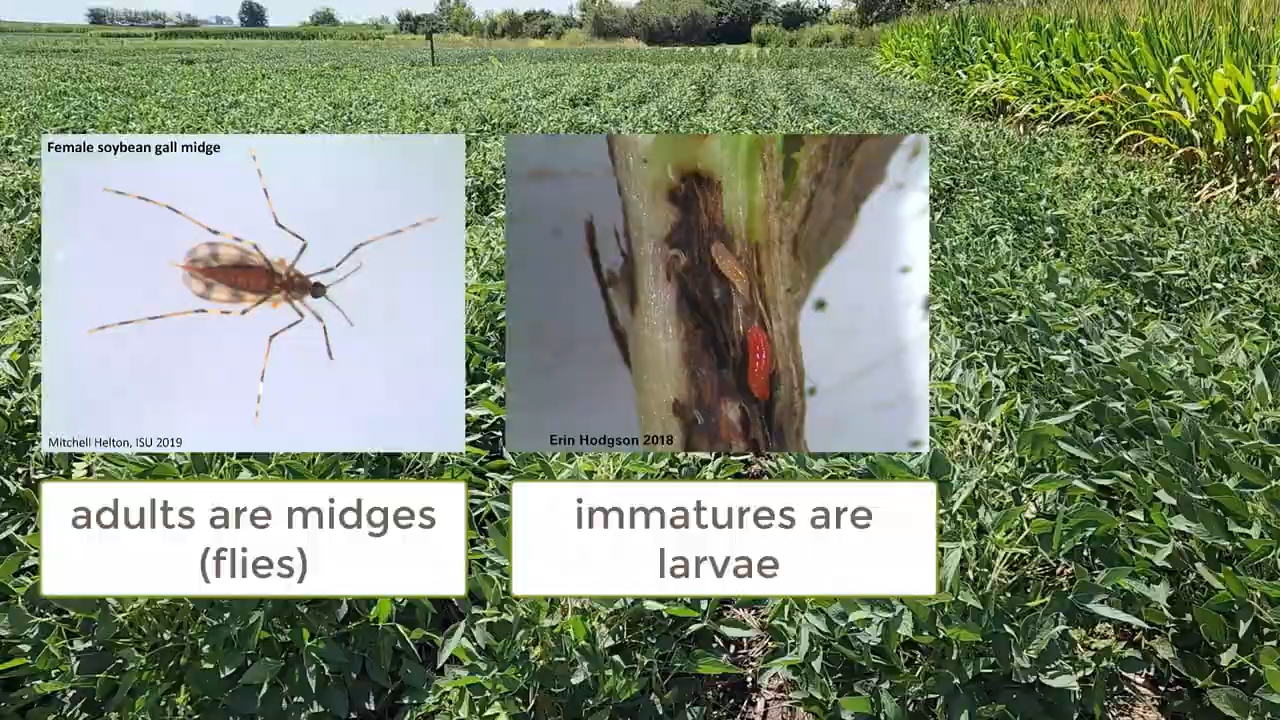 Female soybean gall midge
Mitchell Helton, ISU 2019
Erin Hodgson 2018
adults are midges
(flies)
immatures are
larvae